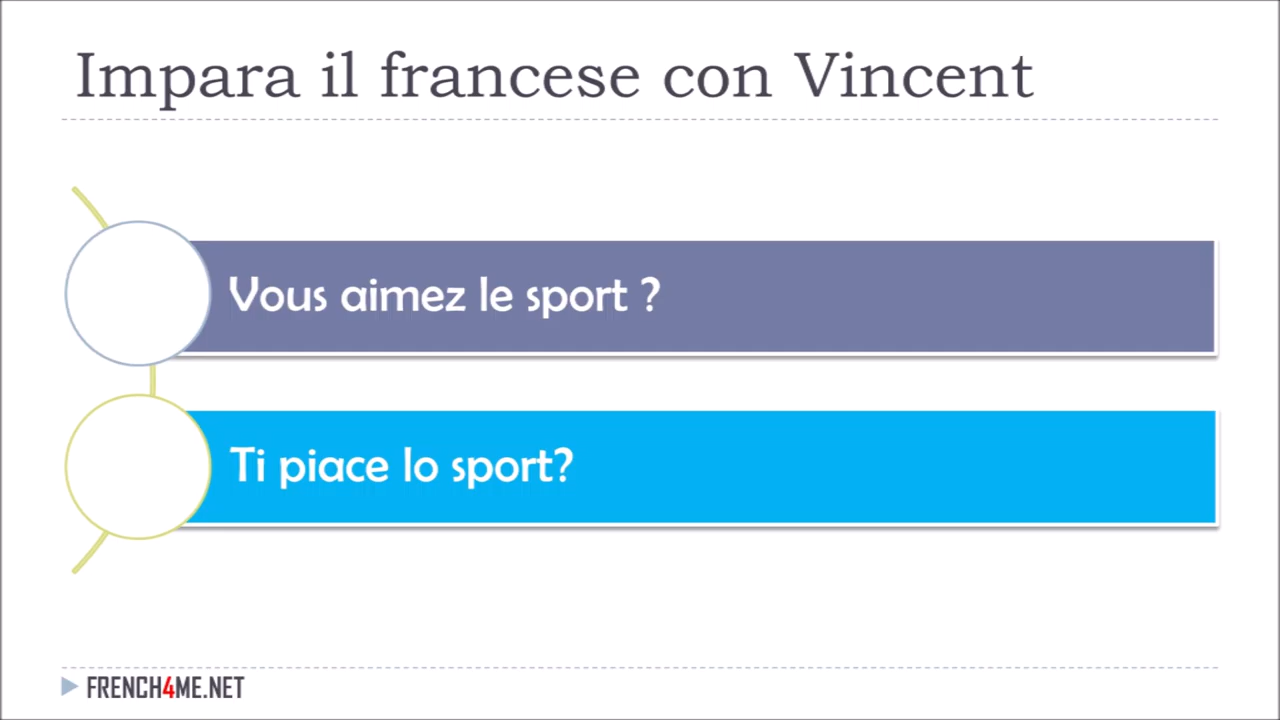 Impara il francese con Vincent
Vous aimez le sport ?
Ti piace lo sport?
FRENCH4ME.NET